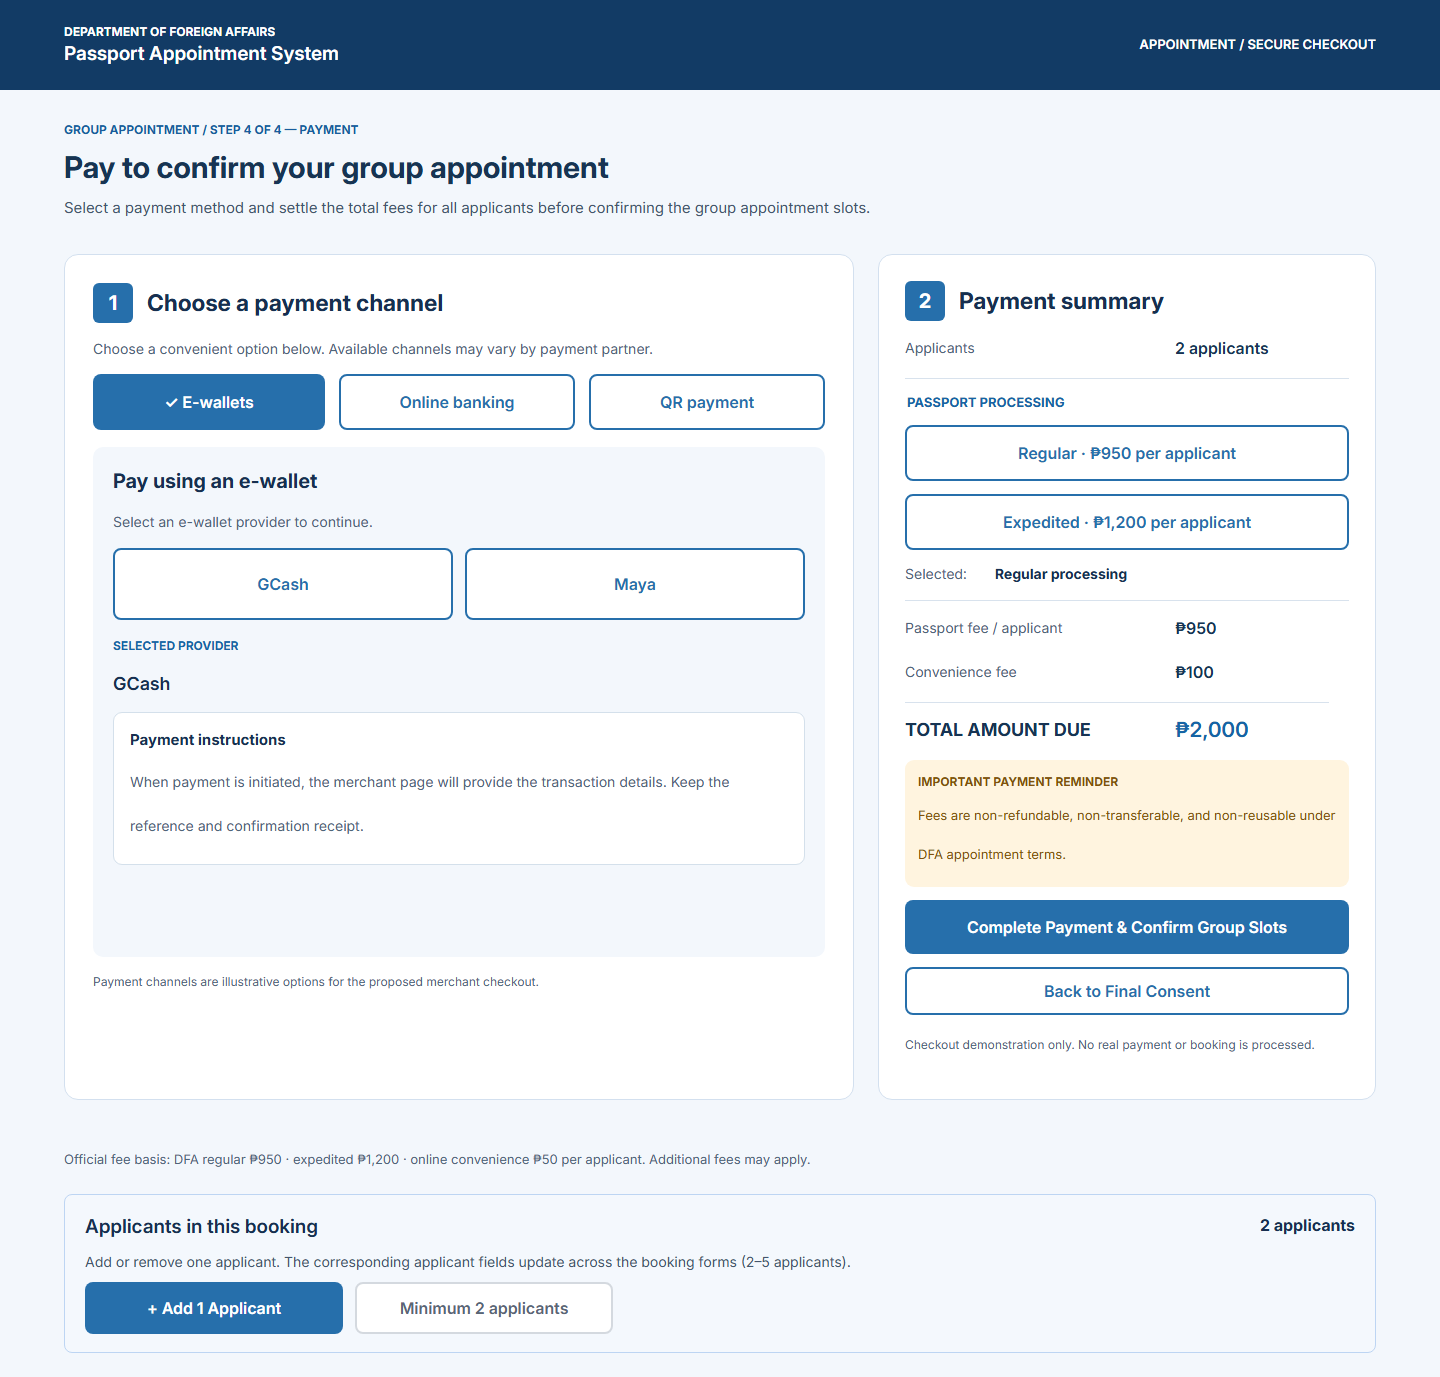 DEPARTMENT OF FOREIGN AFFAIRS
Passport Appointment System
APPOINTMENT / SECURE CHECKOUT
GROUP APPOINTMENT / STEP 4 OF 4 — PAYMENT
Pay to confirm your group appointment
Select a payment method and settle the total fees for all applicants before confirming the group appointment slots.
1
Choose a payment channel
Choose a convenient option below. Available channels may vary by payment partner.
✓ E-wallets
Online banking
QR payment
Pay using an e-wallet
Select an e-wallet provider to continue.
GCash
Maya
SELECTED PROVIDER
GCash
Payment instructions
When payment is initiated, the merchant page will provide the transaction details. Keep the
reference and confirmation receipt.
Payment channels are illustrative options for the proposed merchant checkout.
2
Payment summary
Applicants
2 applicants
PASSPORT PROCESSING
Regular · ₱950 per applicant
Expedited · ₱1,200 per applicant
Selected:
Regular processing
Passport fee / applicant
₱950
Convenience fee
₱100
TOTAL AMOUNT DUE
₱2,000
IMPORTANT PAYMENT REMINDER
Fees are non-refundable, non-transferable, and non-reusable under
DFA appointment terms.
Complete Payment & Confirm Group Slots
Back to Final Consent
Checkout demonstration only. No real payment or booking is processed.
Official fee basis: DFA regular ₱950 · expedited ₱1,200 · online convenience ₱50 per applicant. Additional fees may apply.
Applicants in this booking
2 applicants
Add or remove one applicant. The corresponding applicant fields update across the booking forms (2–5 applicants).
+ Add 1 Applicant
Minimum 2 applicants